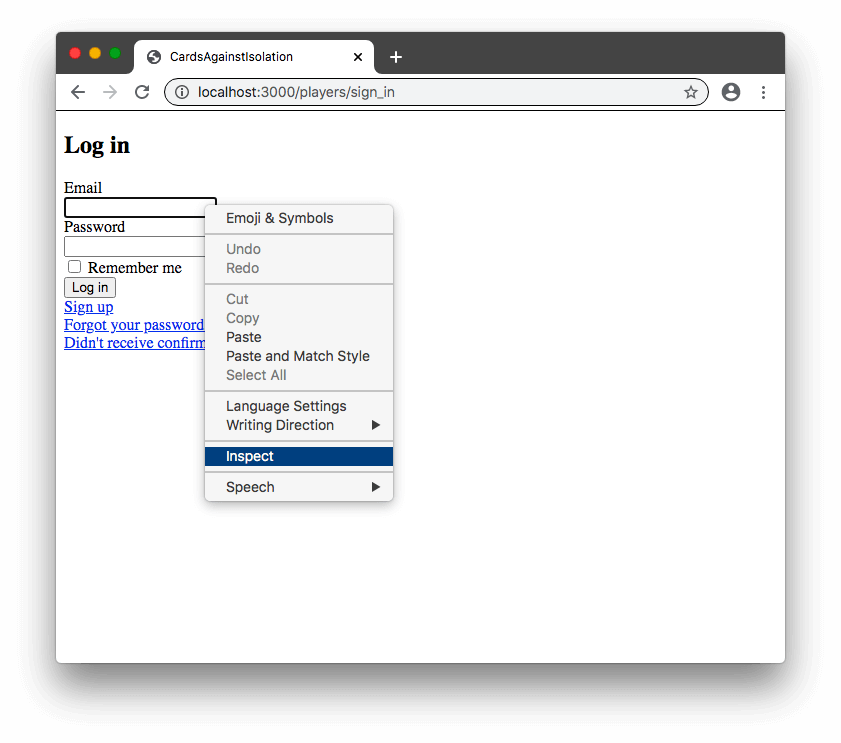 CardsAgainstIsolation
localhost:3000/players/sign_in
Log in
Email
Password
Remember me
Log in
Sign up
Forgot your password
Didn't receive confirm
Emoji & Symbols
Undo
Redo
Cut
Copy
Paste
Paste and Match Style
Select All
Language Settings
Writing Direction
Inspect
Speech